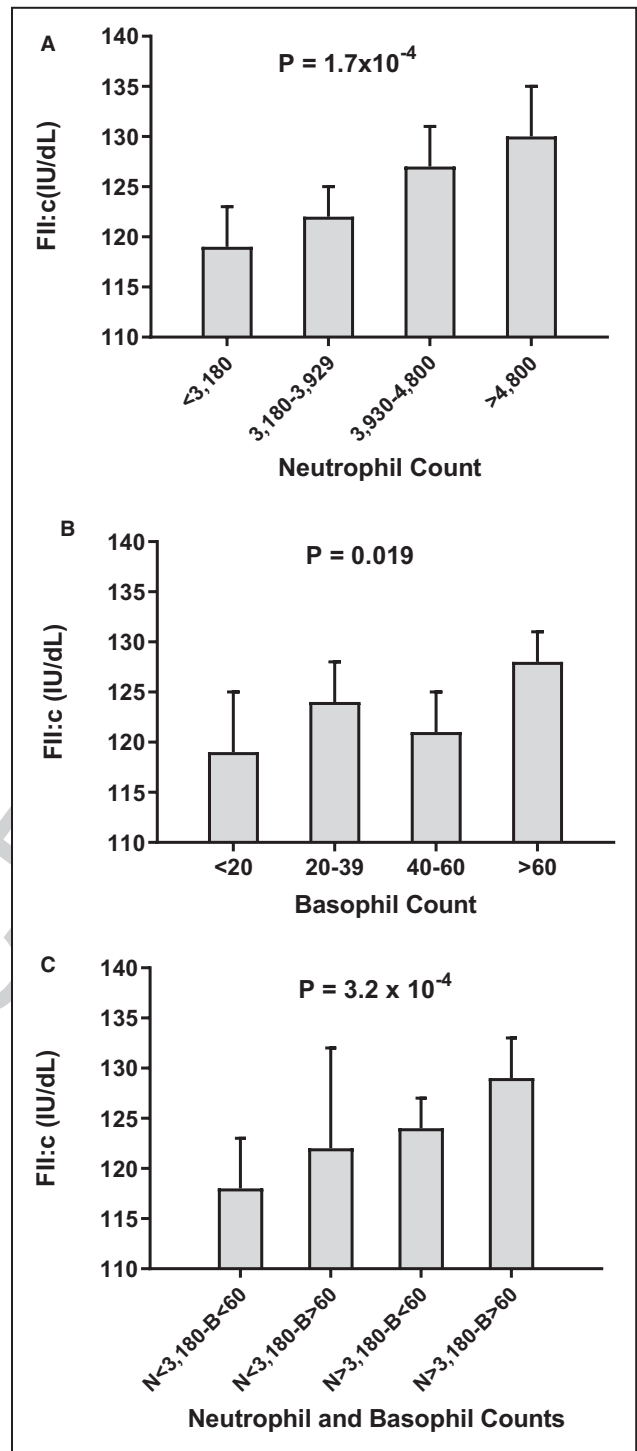 A
P = 1.7x10-4
FII:c(IU/dL)
140
135
130
125
120
115
110
<3,180
3,180-3,929
3,930-4,800
>4,800
Neutrophil Count
B
P = 0.019
FII:c (IU/dL)
140
135
130
125
120
115
110
<20 20-39 40-60 >60
Basophil Count
C
P = 3.2 x 10-4
FII:c (IU/dL)
140
135
130
125
120
115
110
N<3,180-B<60
N<3,180-B>60
N>3,180-B<60
N>3,180-B>60
Neutrophil and Basophil Counts